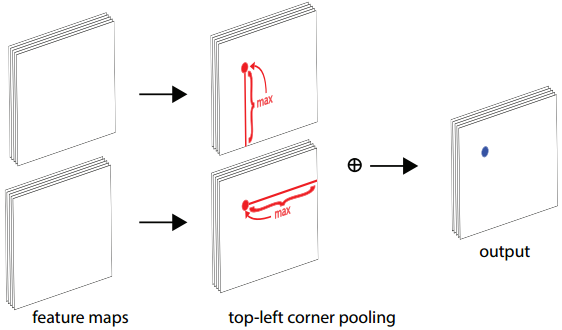 max
max
⊕
output
feature maps
top-left corner pooling